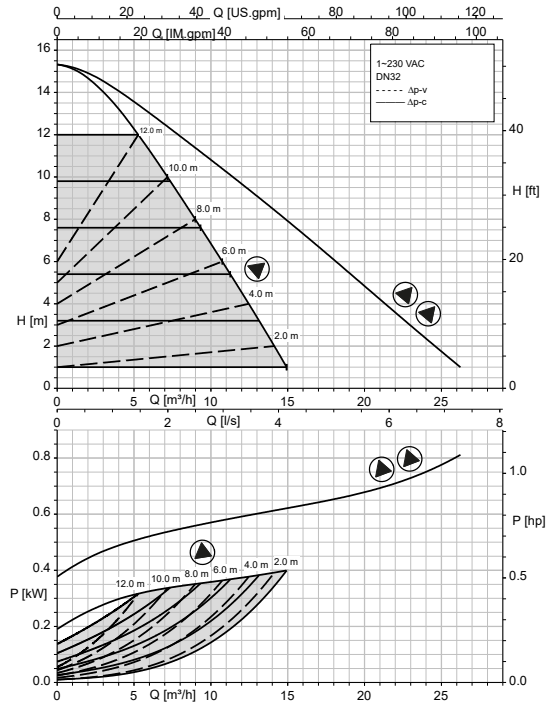 0 20 40 Q [US.gpm] 60 80 100 120
0 20 Q [IM.gpm] 40 60 80 100
16
1~230 VAC
DN32
Δp-v
Δp-c
14
12
12.0 m
40
10
10.0 m
H [ft]
8
8.0 m
6
6.0 m
20
4
4.0 m
H [m]
2
2.0 m
0
0
0 5 Q [m³/h] 10 15 20 25
0 2 Q [l/s] 4 6 8
0.8
1.0
0.6
P [hp]
0.4
12.0 m 10.0 m 8.0 m 6.0 m 4.0 m 2.0 m
0.5
P [kW]
0.2
0.0
0.0
0 5 Q [m³/h] 10 15 20 25